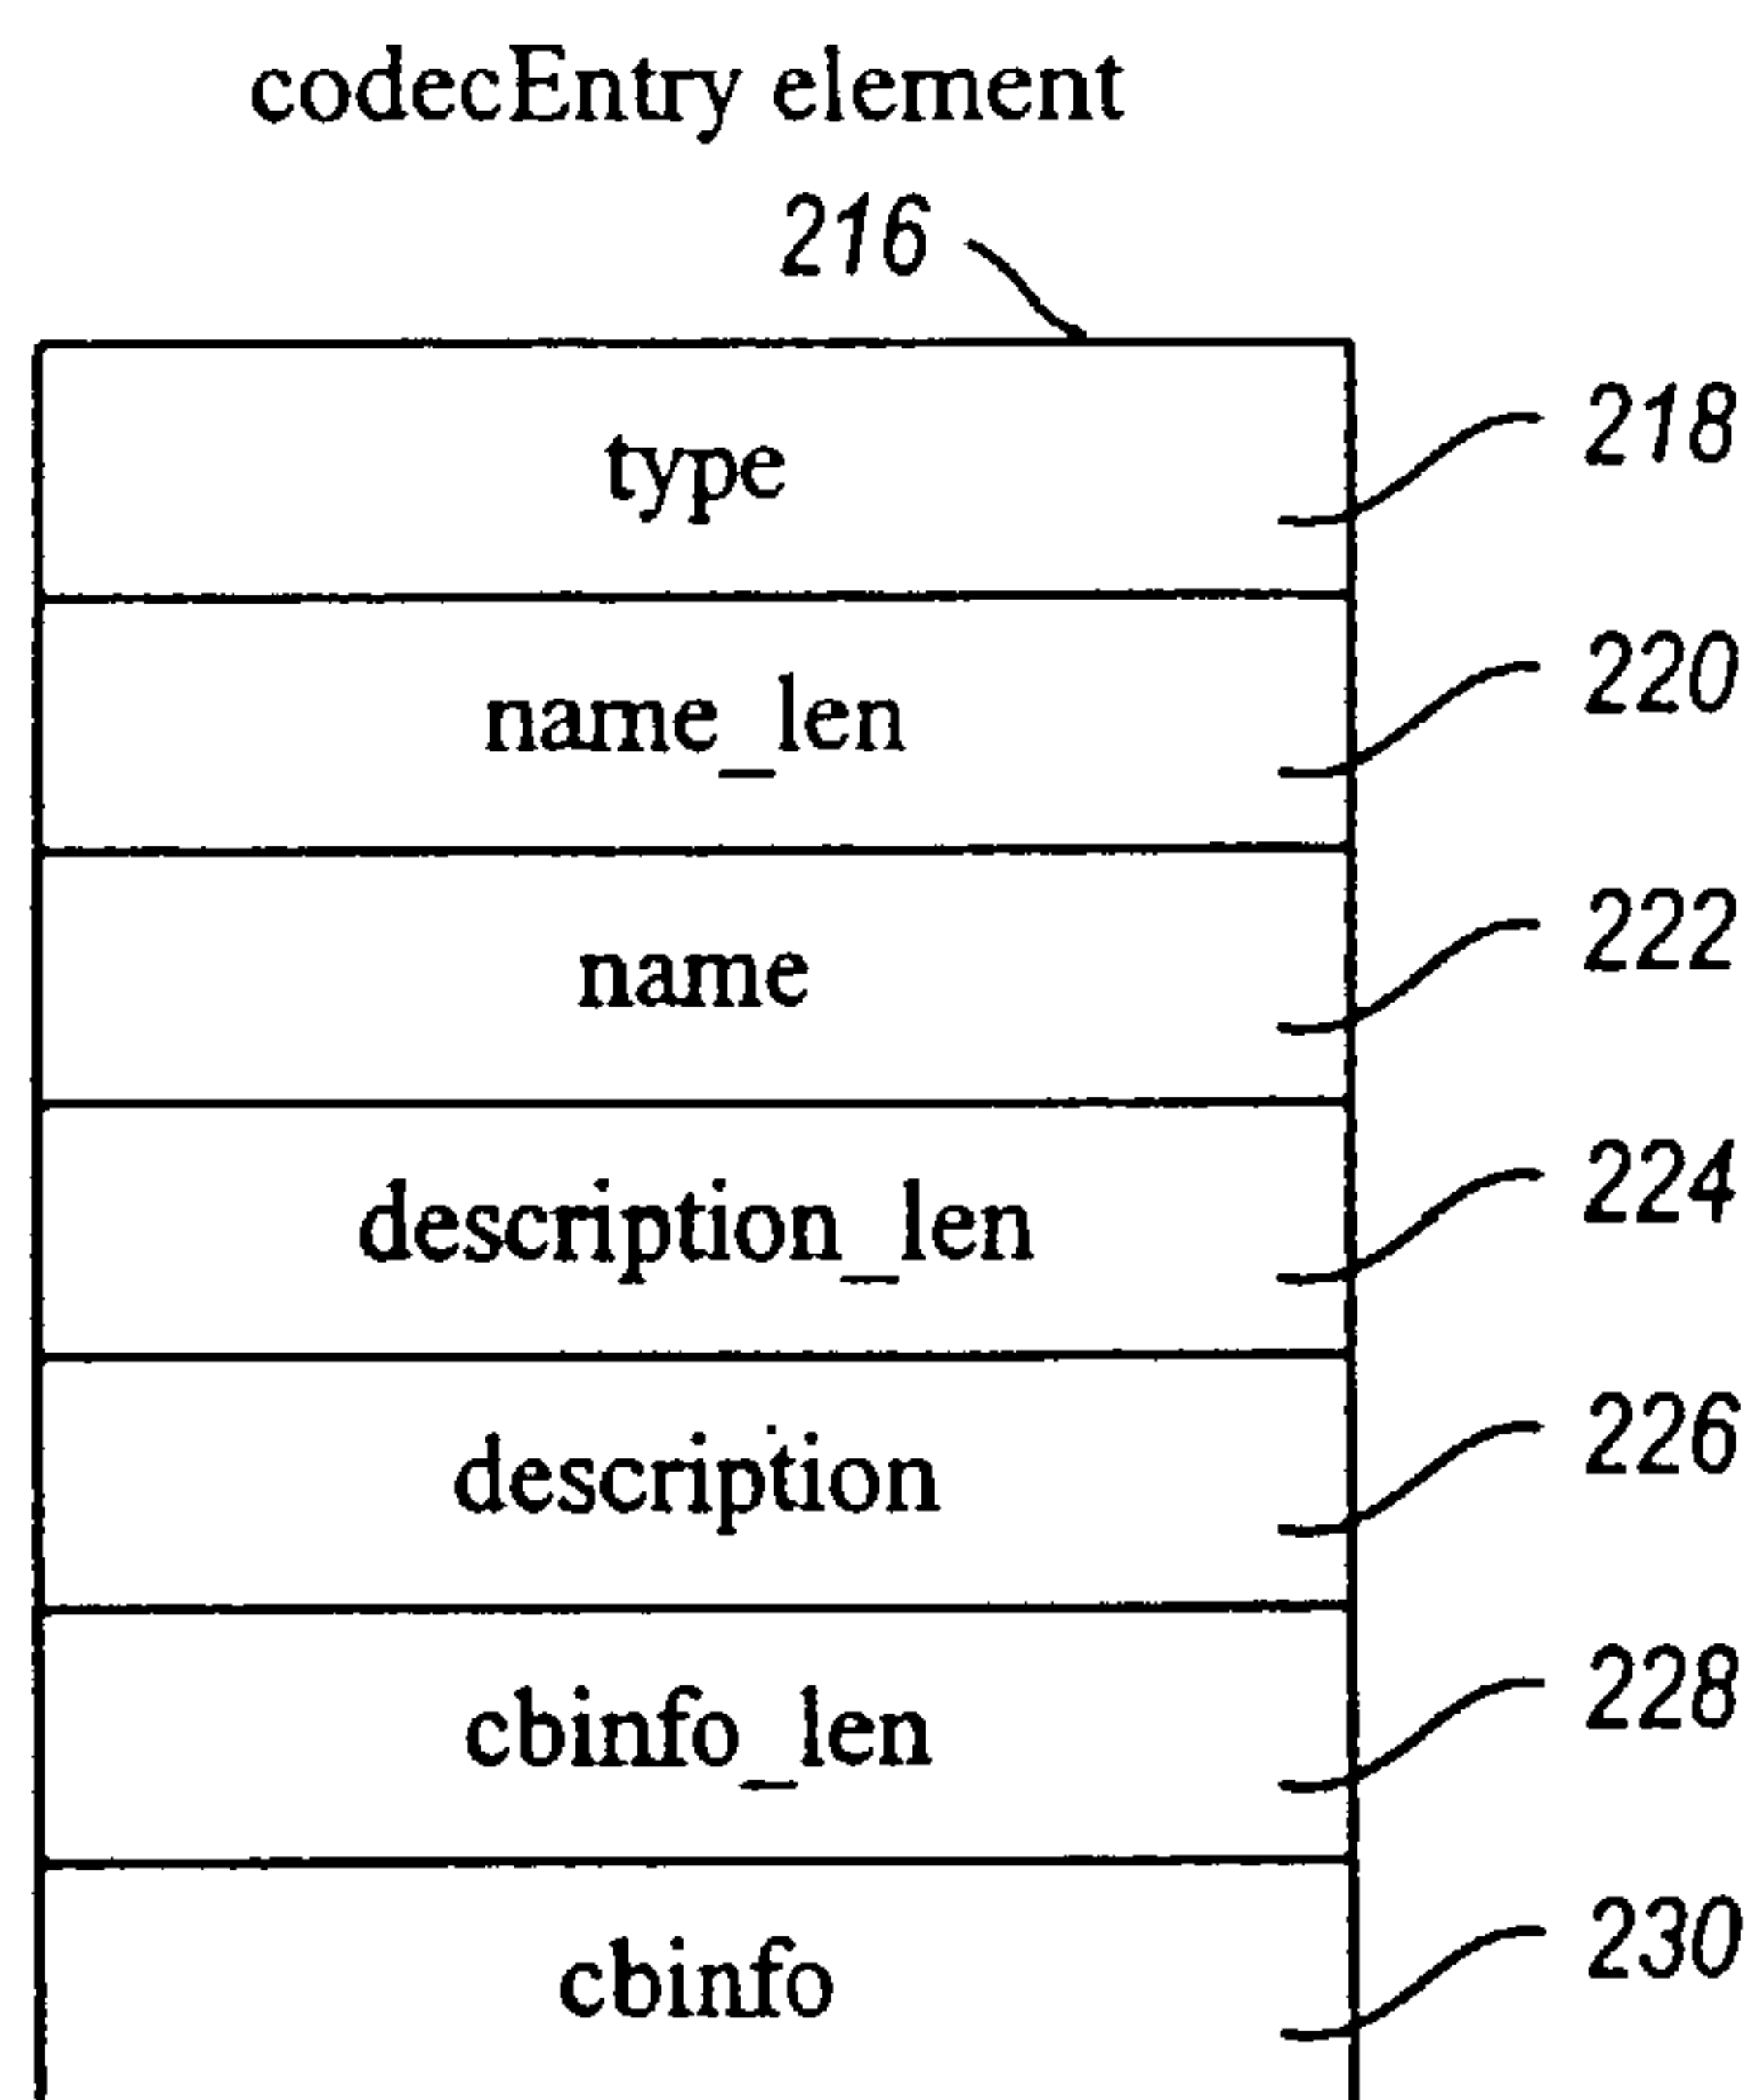 codecEntry element
216
type 218
name_len 220
name 222
description_len 224
description 226
cbinfo_len 228
cbinfo 230